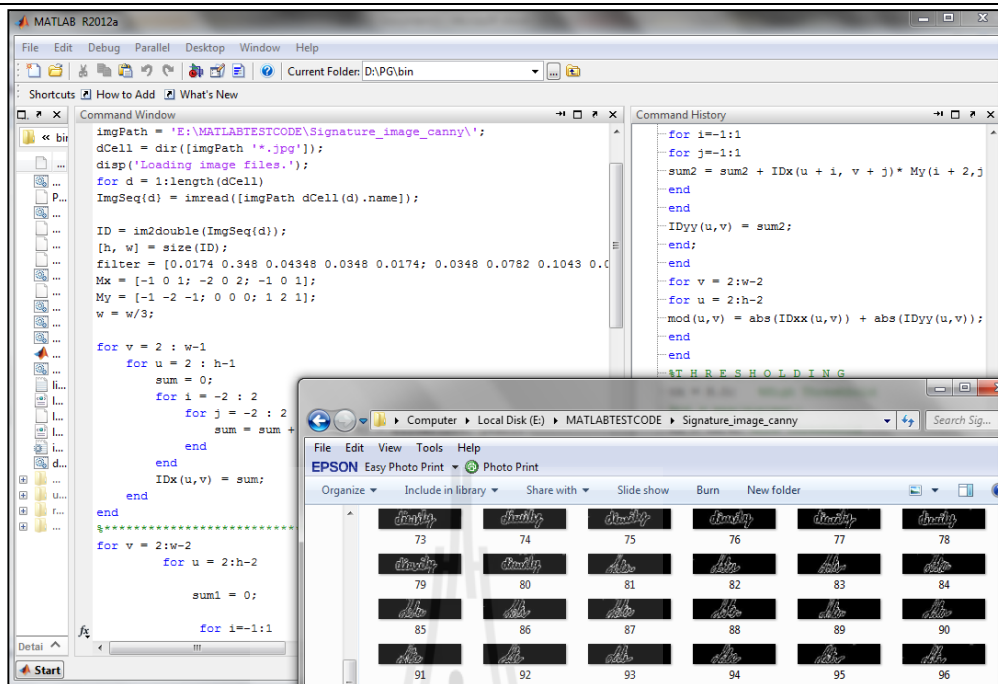 MATLAB R2012a
File Edit Debug Parallel Desktop Window Help
Current Folder: D:\PG\bin
Shortcuts How to Add What's New
Command Window
« bin
...
P...
li...
l...
i...
d...
u...
r...
imgPath = 'E:\MATLABTESTCODE\Signature_image_canny\';
dCell = dir([imgPath '*.jpg']);
disp('Loading image files.');
for d = 1:length(dCell)
ImgSeq{d} = imread([imgPath dCell(d).name]);
ID = im2double(ImgSeq{d});
[h, w] = size(ID);
filter = [0.0174 0.348 0.04348 0.0348 0.0174; 0.0348 0.0782 0.1043 0.0
Mx = [-1 0 1; -2 0 2; -1 0 1];
My = [-1 -2 -1; 0 0 0; 1 2 1];
w = w/3;
for v = 2 : w-1
for u = 2 : h-1
sum = 0;
for i = -2 : 2
for j = -2 : 2
sum = sum +
end
end
IDx(u,v) = sum;
end
end
%***************************
for v = 2:w-2
for u = 2:h-2
sum1 = 0;
fx for i=-1:1
Detai
Start
Command History
for i=-1:1
for j=-1:1
sum2 = sum2 + IDx(u + i, v + j)* My(i + 2,j
end
end
IDyy(u,v) = sum2;
end;
end
for v = 2:w-2
for u = 2:h-2
mod(u,v) = abs(IDxx(u,v)) + abs(IDyy(u,v));
end
end
%T H R E S H O L D I N G
Computer Local Disk (E:) MATLABTESTCODE Signature_image_canny
Search Sig...
File Edit View Tools Help
EPSON Easy Photo Print Photo Print
Organize Include in library Share with Slide show Burn New folder
73 74 75 76 77 78
79 80 81 82 83 84
85 86 87 88 89 90
91 92 93 94 95 96